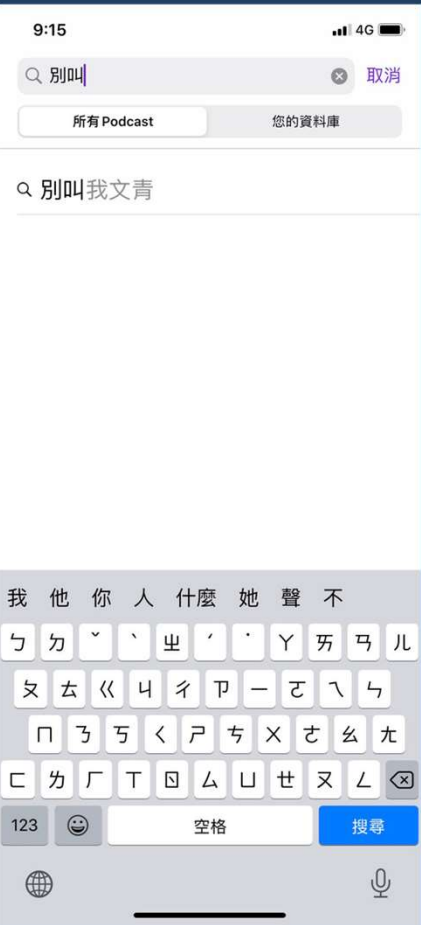 9:15 4G
別叫 取消
所有 Podcast 您的資料庫
別叫我文青
我 他 你 人 什麼 她 聲 不
ㄅ ㄉ ˇ ˋ ㄓ ˊ ˙ ㄚ ㄞ ㄢ ㄦ
ㄆ ㄊ ㄍ ㄐ ㄔ ㄗ ㄧ ㄛ ㄟ ㄣ
ㄇ ㄋ ㄎ ㄑ ㄕ ㄘ ㄨ ㄜ ㄠ ㄤ
ㄈ ㄌ ㄏ ㄒ ㄖ ㄙ ㄩ ㄝ ㄡ ㄥ
123 空格 搜尋